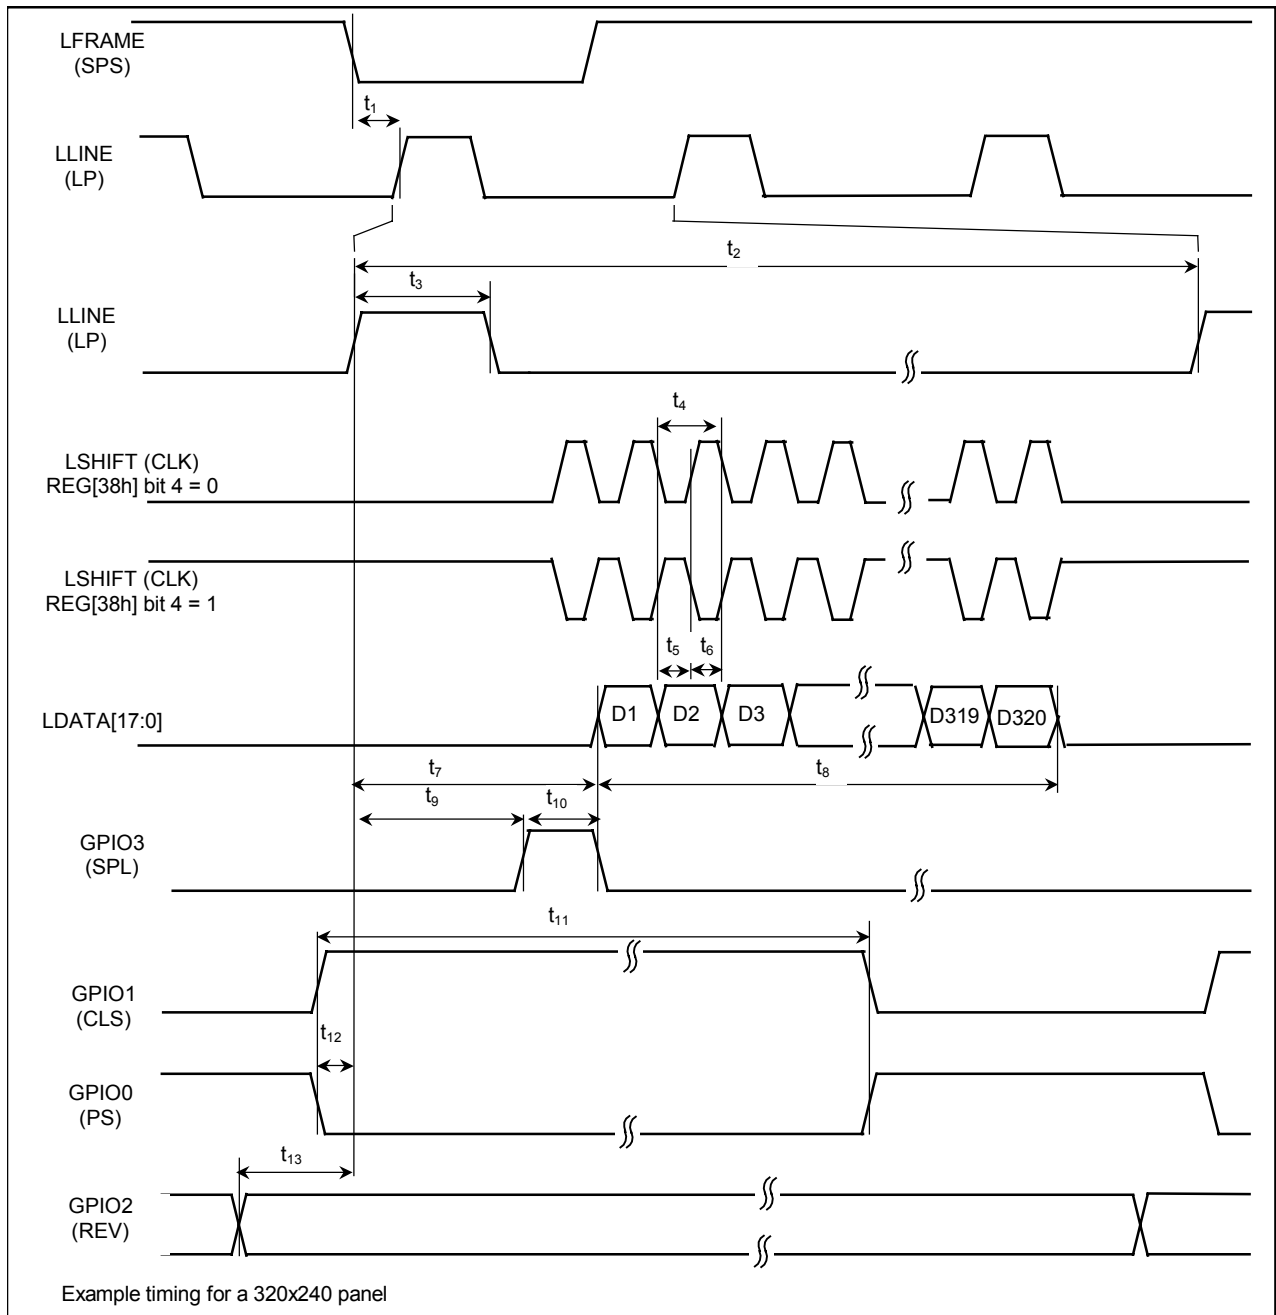 LFRAME
(SPS)
t1
LLINE
(LP)
t2
t3
LLINE
(LP)
t4
LSHIFT (CLK)
REG[38h] bit 4 = 0
LSHIFT (CLK)
REG[38h] bit 4 = 1
t5 t6
LDATA[17:0]
D1 D2 D3 D319 D320
t7 t8
t9 t10
GPIO3
(SPL)
t11
GPIO1
(CLS)
t12
GPIO0
(PS)
t13
GPIO2
(REV)
Example timing for a 320x240 panel